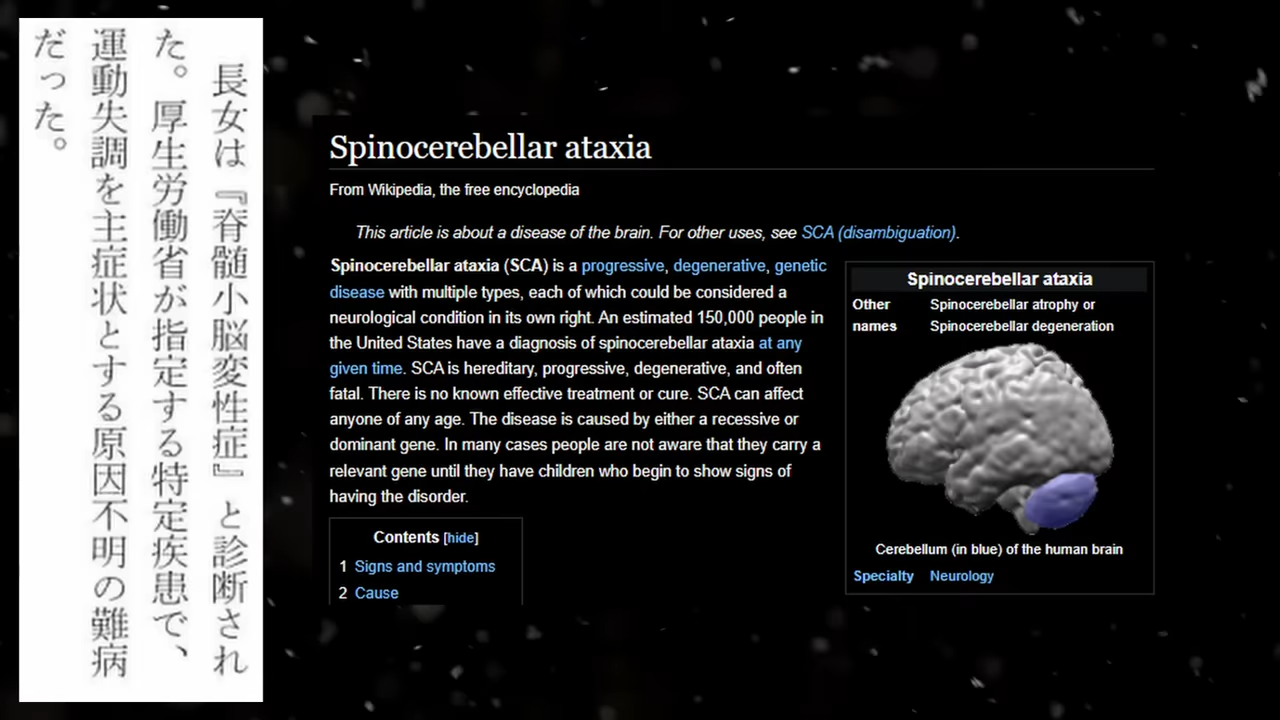 長女は『脊髄小脳変性症』と診断され
た。厚生労働省が指定する特定疾患で、
運動失調を主症状とする原因不明の難病
だった。
Spinocerebellar ataxia
From Wikipedia, the free encyclopedia
This article is about a disease of the brain. For other uses, see SCA (disambiguation).
Spinocerebellar ataxia (SCA) is a progressive, degenerative, genetic
disease with multiple types, each of which could be considered a
neurological condition in its own right. An estimated 150,000 people in
the United States have a diagnosis of spinocerebellar ataxia at any
given time. SCA is hereditary, progressive, degenerative, and often
fatal. There is no known effective treatment or cure. SCA can affect
anyone of any age. The disease is caused by either a recessive or
dominant gene. In many cases people are not aware that they carry a
relevant gene until they have children who begin to show signs of
having the disorder.
Contents [hide]
1 Signs and symptoms
2 Cause
Spinocerebellar ataxia
Other names Spinocerebellar atrophy or
Spinocerebellar degeneration
Cerebellum (in blue) of the human brain
Specialty Neurology